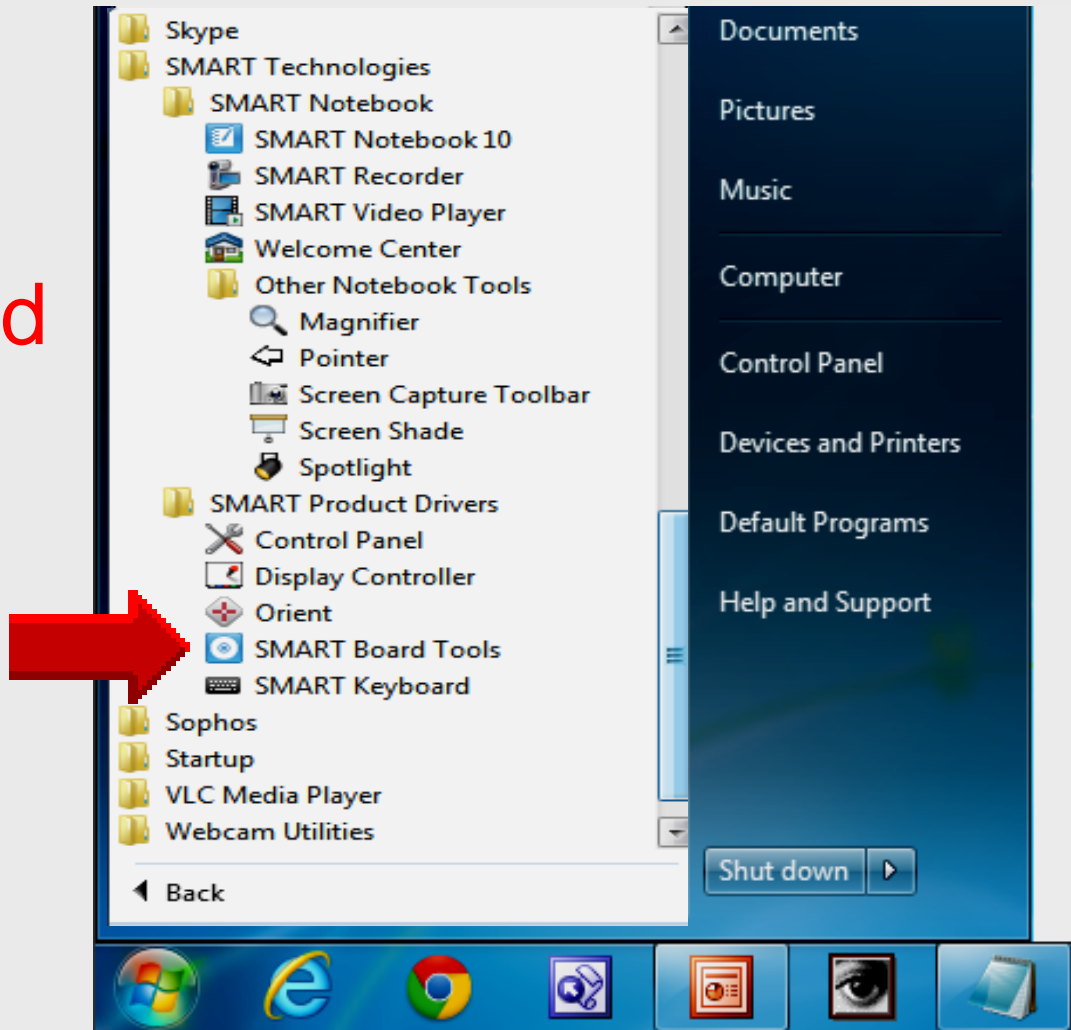 Skype
SMART Technologies
SMART Notebook
SMART Notebook 10
SMART Recorder
SMART Video Player
Welcome Center
Other Notebook Tools
Magnifier
Pointer
Screen Capture Toolbar
Screen Shade
Spotlight
SMART Product Drivers
Control Panel
Display Controller
Orient
SMART Board Tools
SMART Keyboard
Sophos
Startup
VLC Media Player
Webcam Utilities
Back
d
Documents
Pictures
Music
Computer
Control Panel
Devices and Printers
Default Programs
Help and Support
Shut down